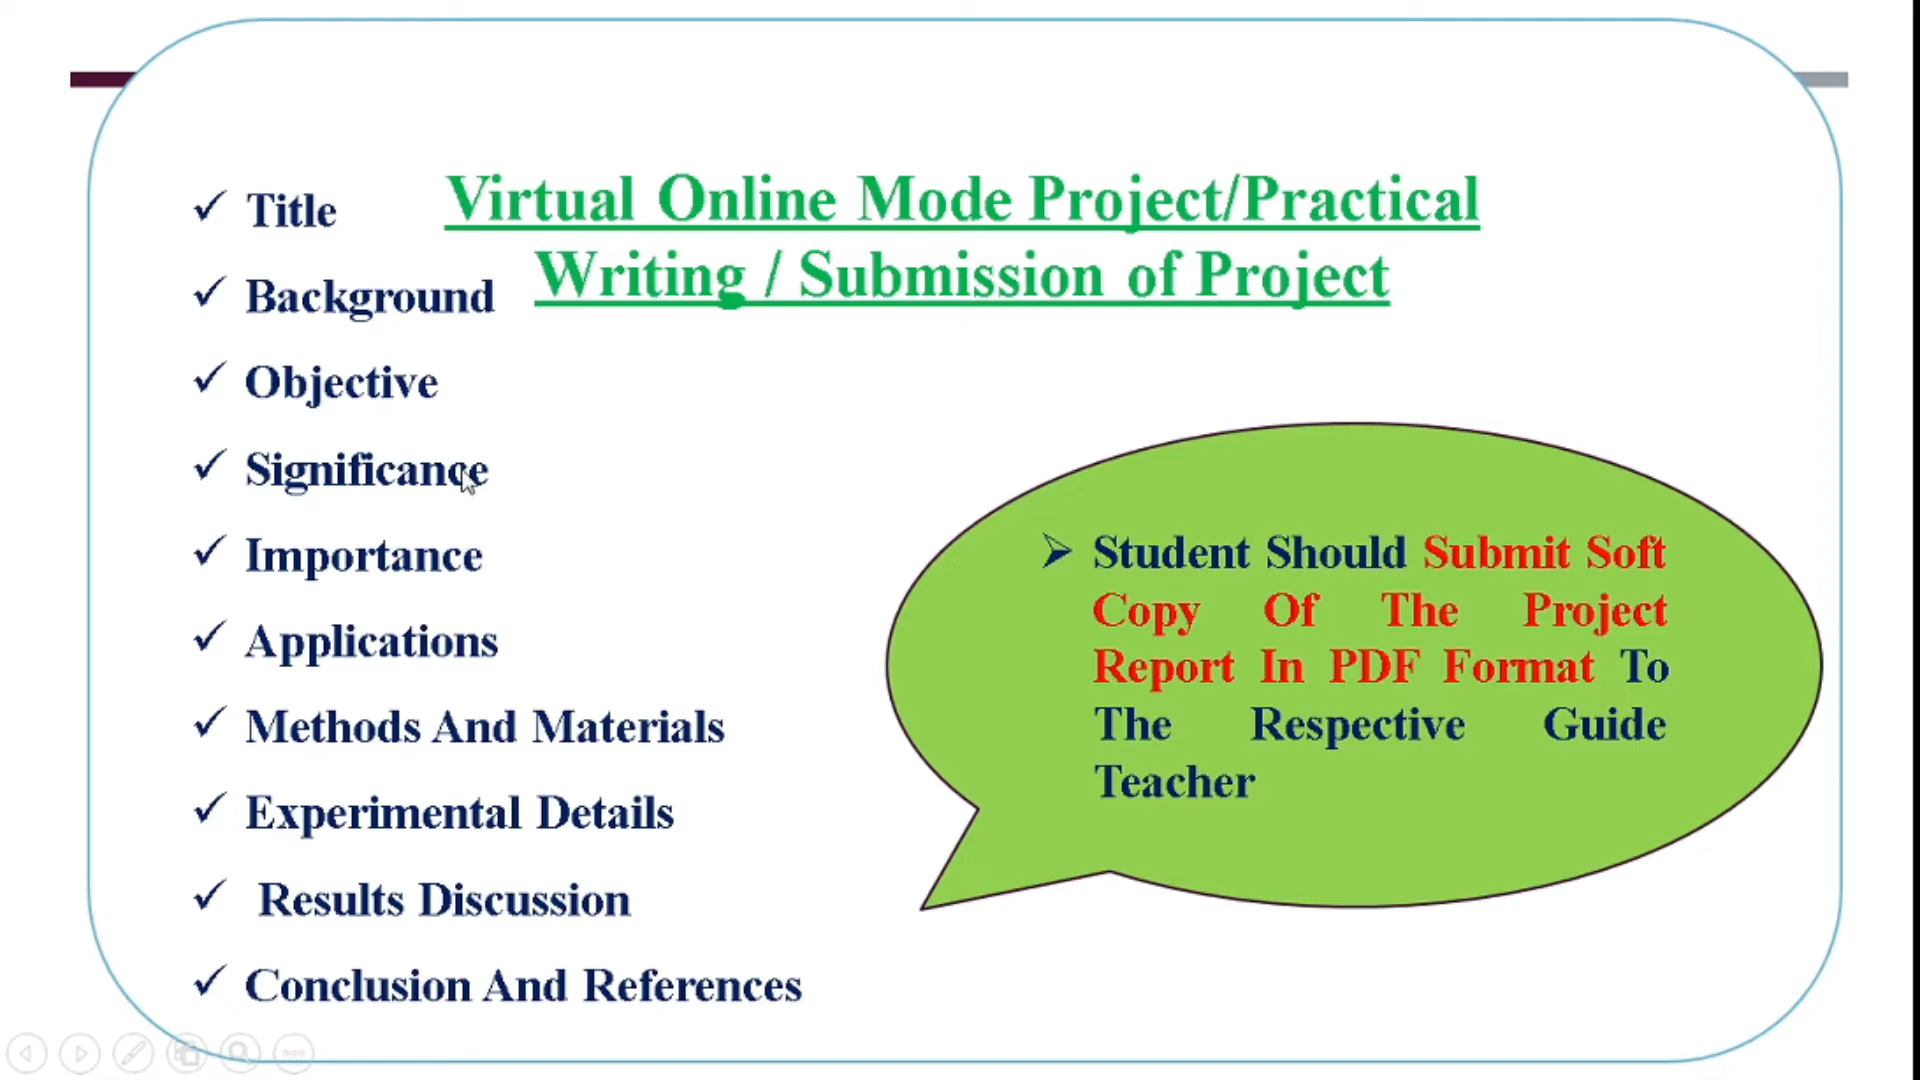 Virtual Online Mode Project/Practical
Writing / Submission of Project
✓ Title
✓ Background
✓ Objective
✓ Significance
✓ Importance
✓ Applications
✓ Methods And Materials
✓ Experimental Details
✓ Results Discussion
✓ Conclusion And References
➢ Student Should Submit Soft
Copy Of The Project
Report In PDF Format To
The Respective Guide
Teacher